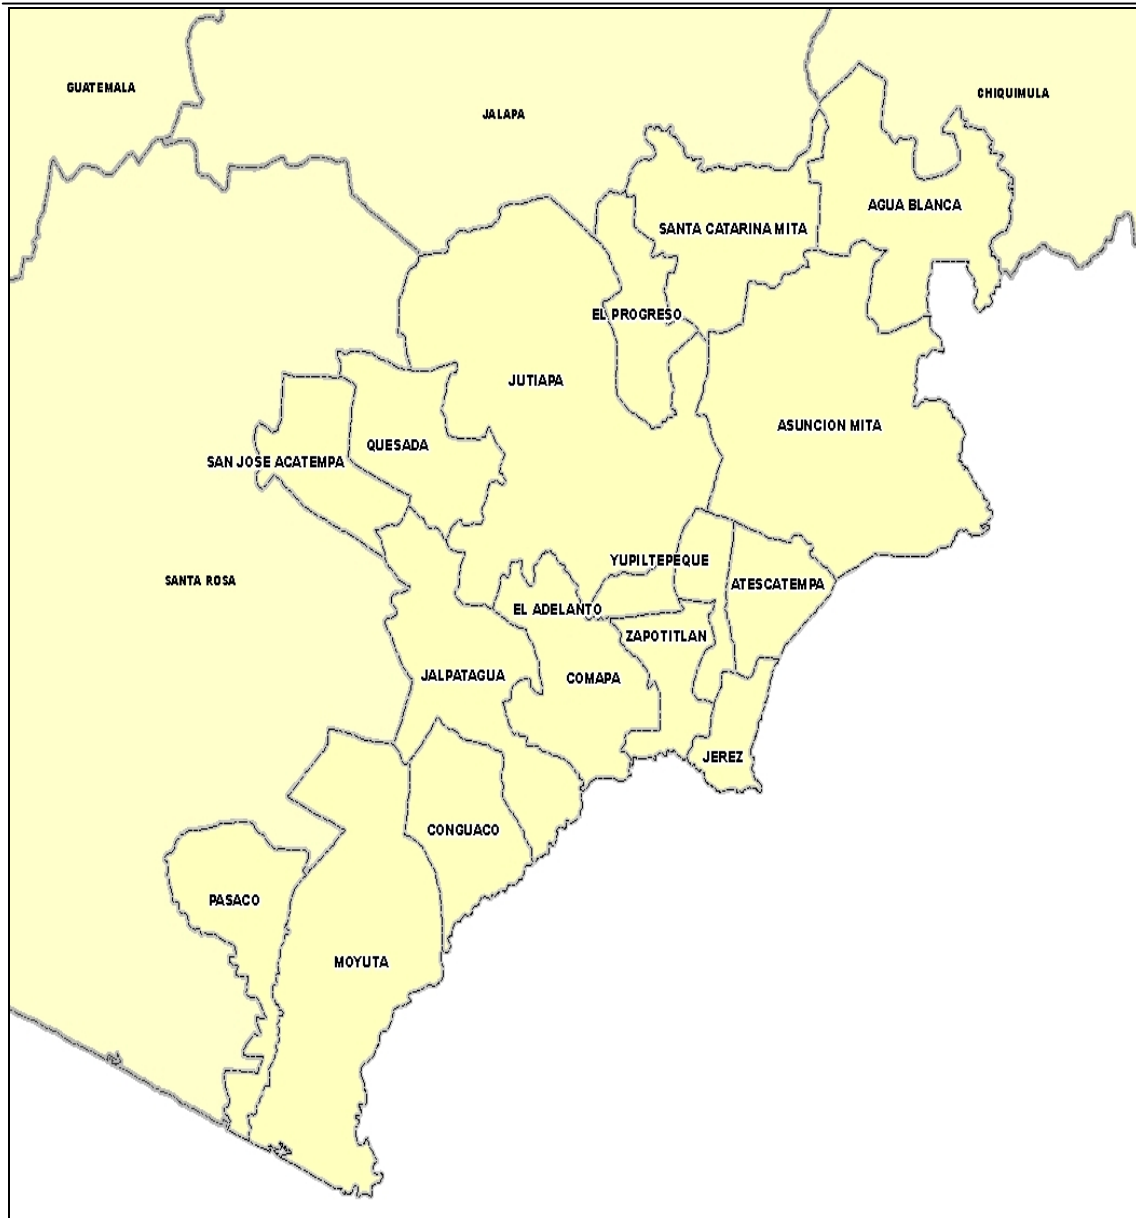 GUATEMALA
CHIQUIMULA
JALAPA
AGUA BLANCA
SANTA CATARINA MITA
EL PROGRESO
JUTIAPA
ASUNCION MITA
QUESADA
SAN JOSE ACATEMPA
YUPILTEPEQUE
SANTA ROSA
ATESCATEMPA
EL ADELANTO
ZAPOTITLAN
JALPATAGUA
COMAPA
JEREZ
CONGUACO
PASACO
MOYUTA